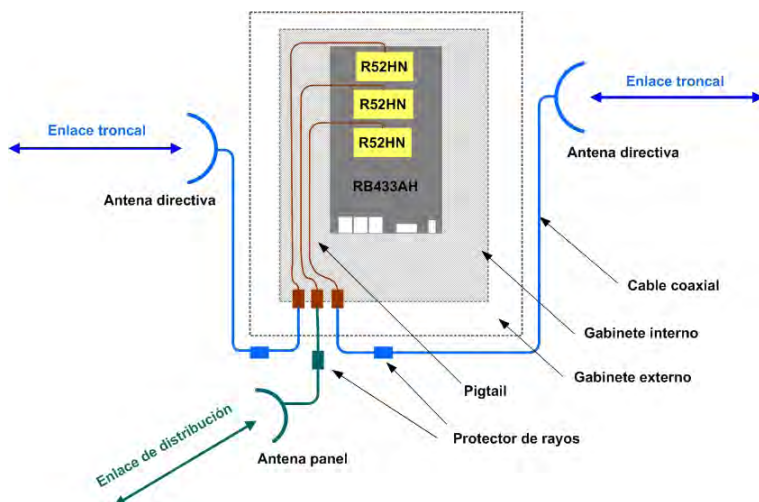 R52HN
R52HN
R52HN
RB433AH
Enlace troncal
Antena directiva
Enlace troncal
Antena directiva
Cable coaxial
Gabinete interno
Gabinete externo
Pigtail
Protector de rayos
Enlace de distribución
Antena panel